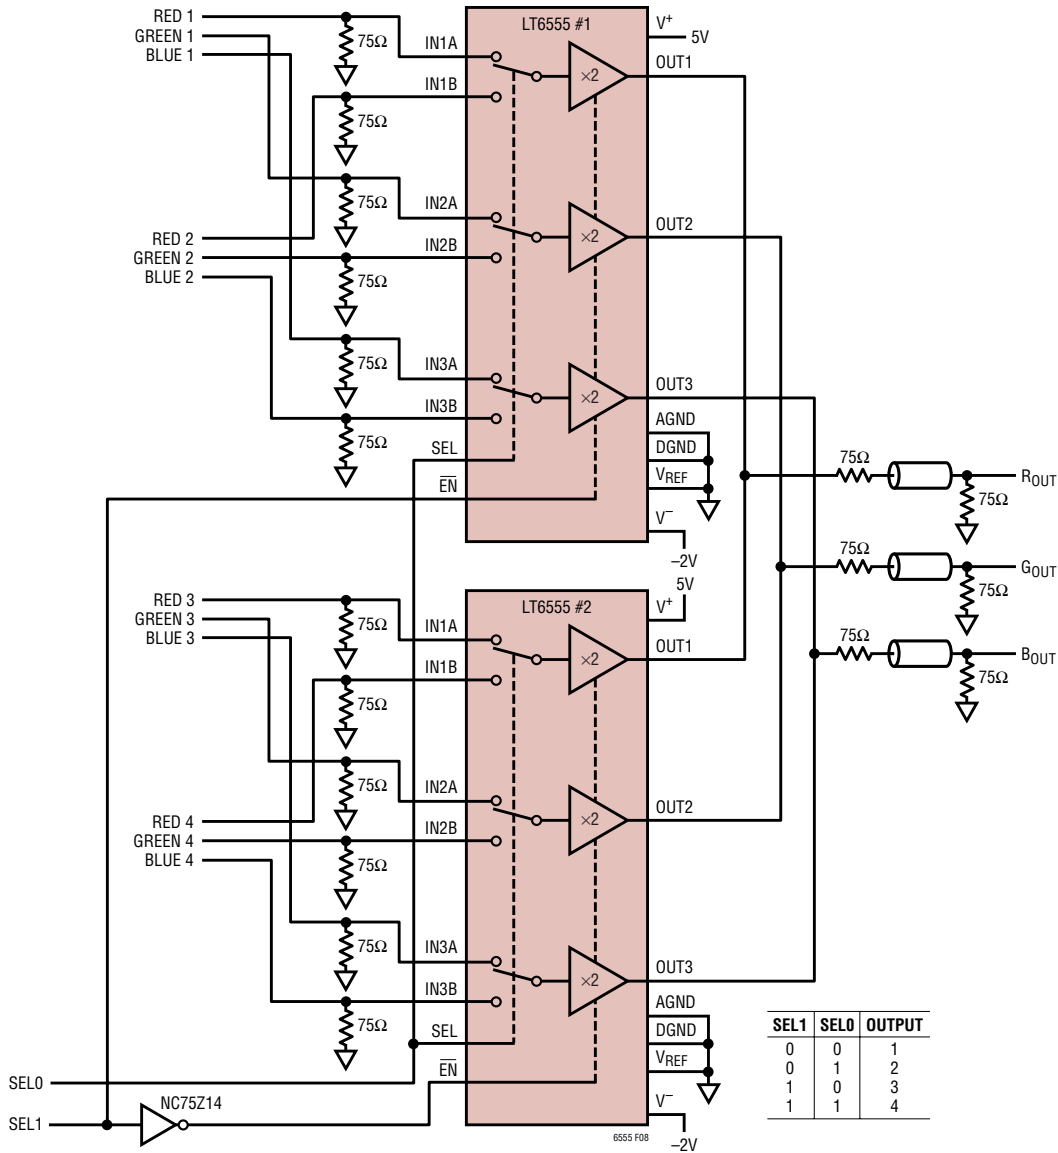 RED 1
GREEN 1
BLUE 1
75Ω
IN1A
LT6555 #1
V+
5V
×2
OUT1
IN1B
75Ω
75Ω
IN2A
×2
OUT2
RED 2
GREEN 2
BLUE 2
IN2B
75Ω
75Ω
IN3A
×2
OUT3
IN3B
75Ω
AGND
SEL
DGND
EN
VREF
V−
–2V
75Ω
ROUT
75Ω
75Ω
GOUT
75Ω
75Ω
BOUT
75Ω
RED 3
GREEN 3
BLUE 3
75Ω
IN1A
LT6555 #2
5V
V+
×2
OUT1
IN1B
75Ω
75Ω
IN2A
×2
OUT2
RED 4
GREEN 4
BLUE 4
IN2B
75Ω
75Ω
IN3A
×2
OUT3
IN3B
75Ω
AGND
SEL
DGND
EN
VREF
V−
–2V
SEL0
SEL1
NC75Z14
6555 F08
SEL1 SEL0 OUTPUT
0 0 1
0 1 2
1 0 3
1 1 4